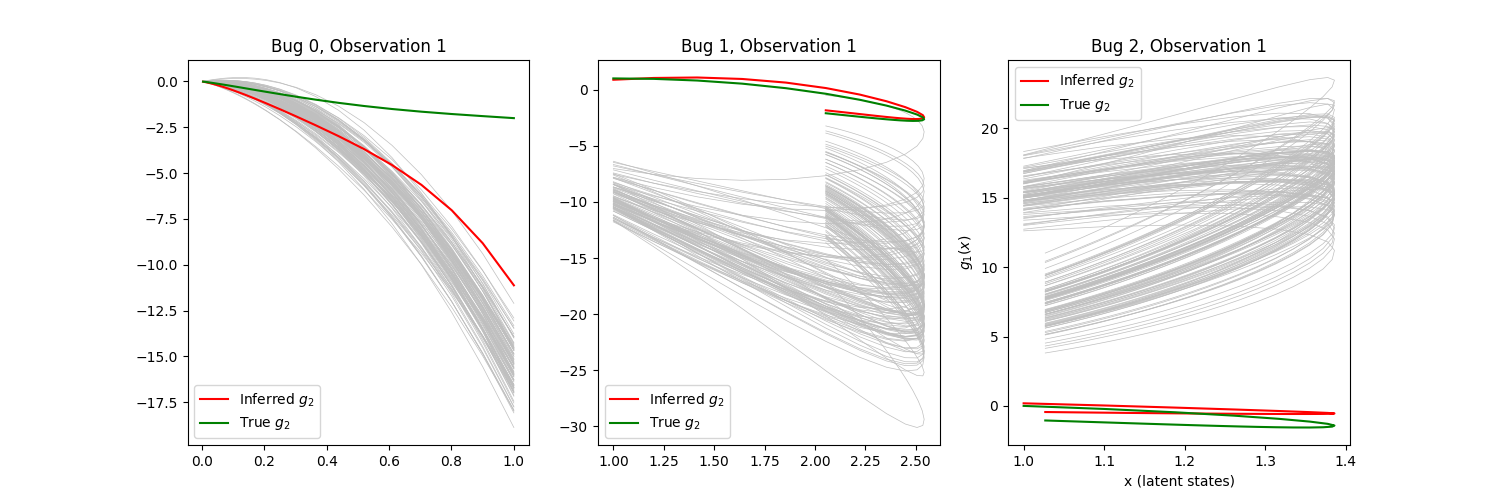 Bug 0, Observation 1
0.0
−2.5
−5.0
−7.5
−10.0
−12.5
−15.0
−17.5
Inferred g₂
True g₂
0.0 0.2 0.4 0.6 0.8 1.0
Bug 1, Observation 1
0
−5
−10
−15
−20
−25
−30
Inferred g₂
True g₂
1.00 1.25 1.50 1.75 2.00 2.25 2.50
Bug 2, Observation 1
Inferred g₂
True g₂
g₁(x)
20
15
10
5
0
1.0 1.1 1.2 1.3 1.4
x (latent states)